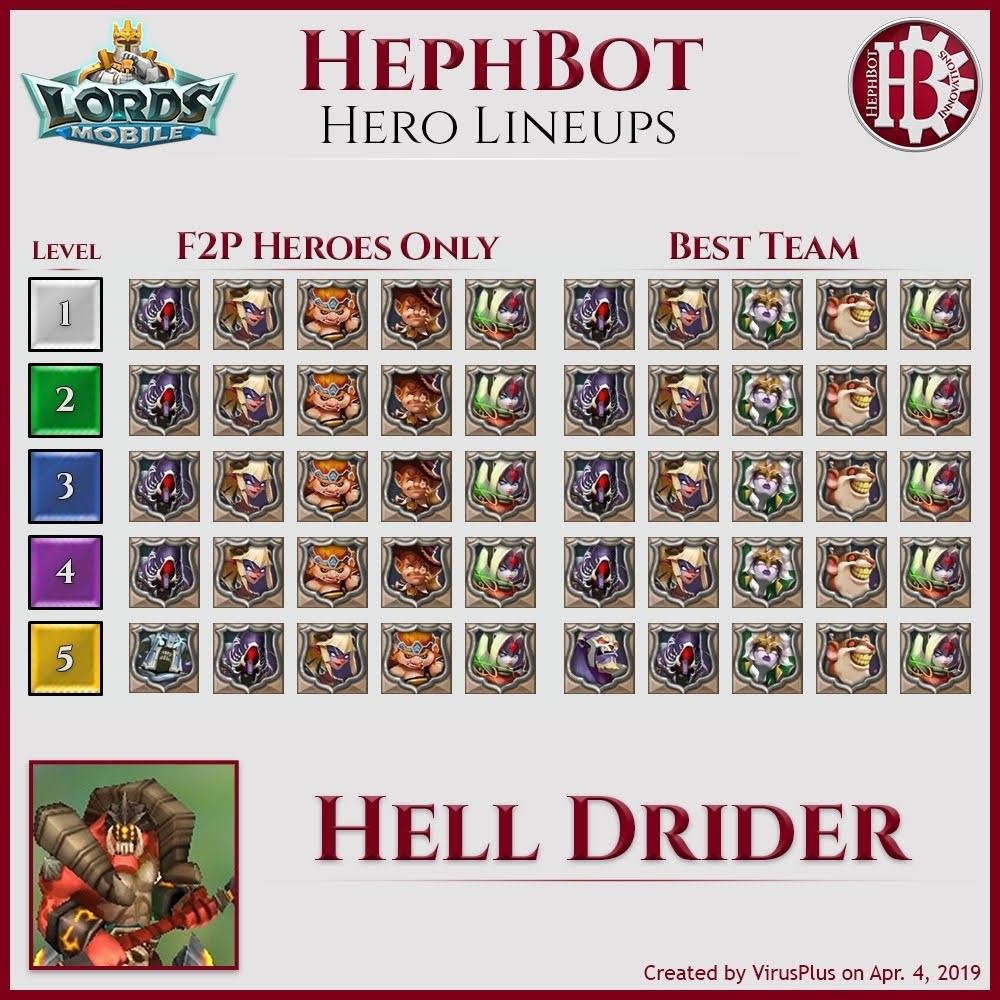 LORDS
MOBILE
HEPHBOT
HERO LINEUPS
HEPHBOT
HB
INNOVATIONS
LEVEL
F2P HEROES ONLY
BEST TEAM
1
2
3
4
5
HELL DRIDER
Created by VirusPlus on Apr. 4, 2019